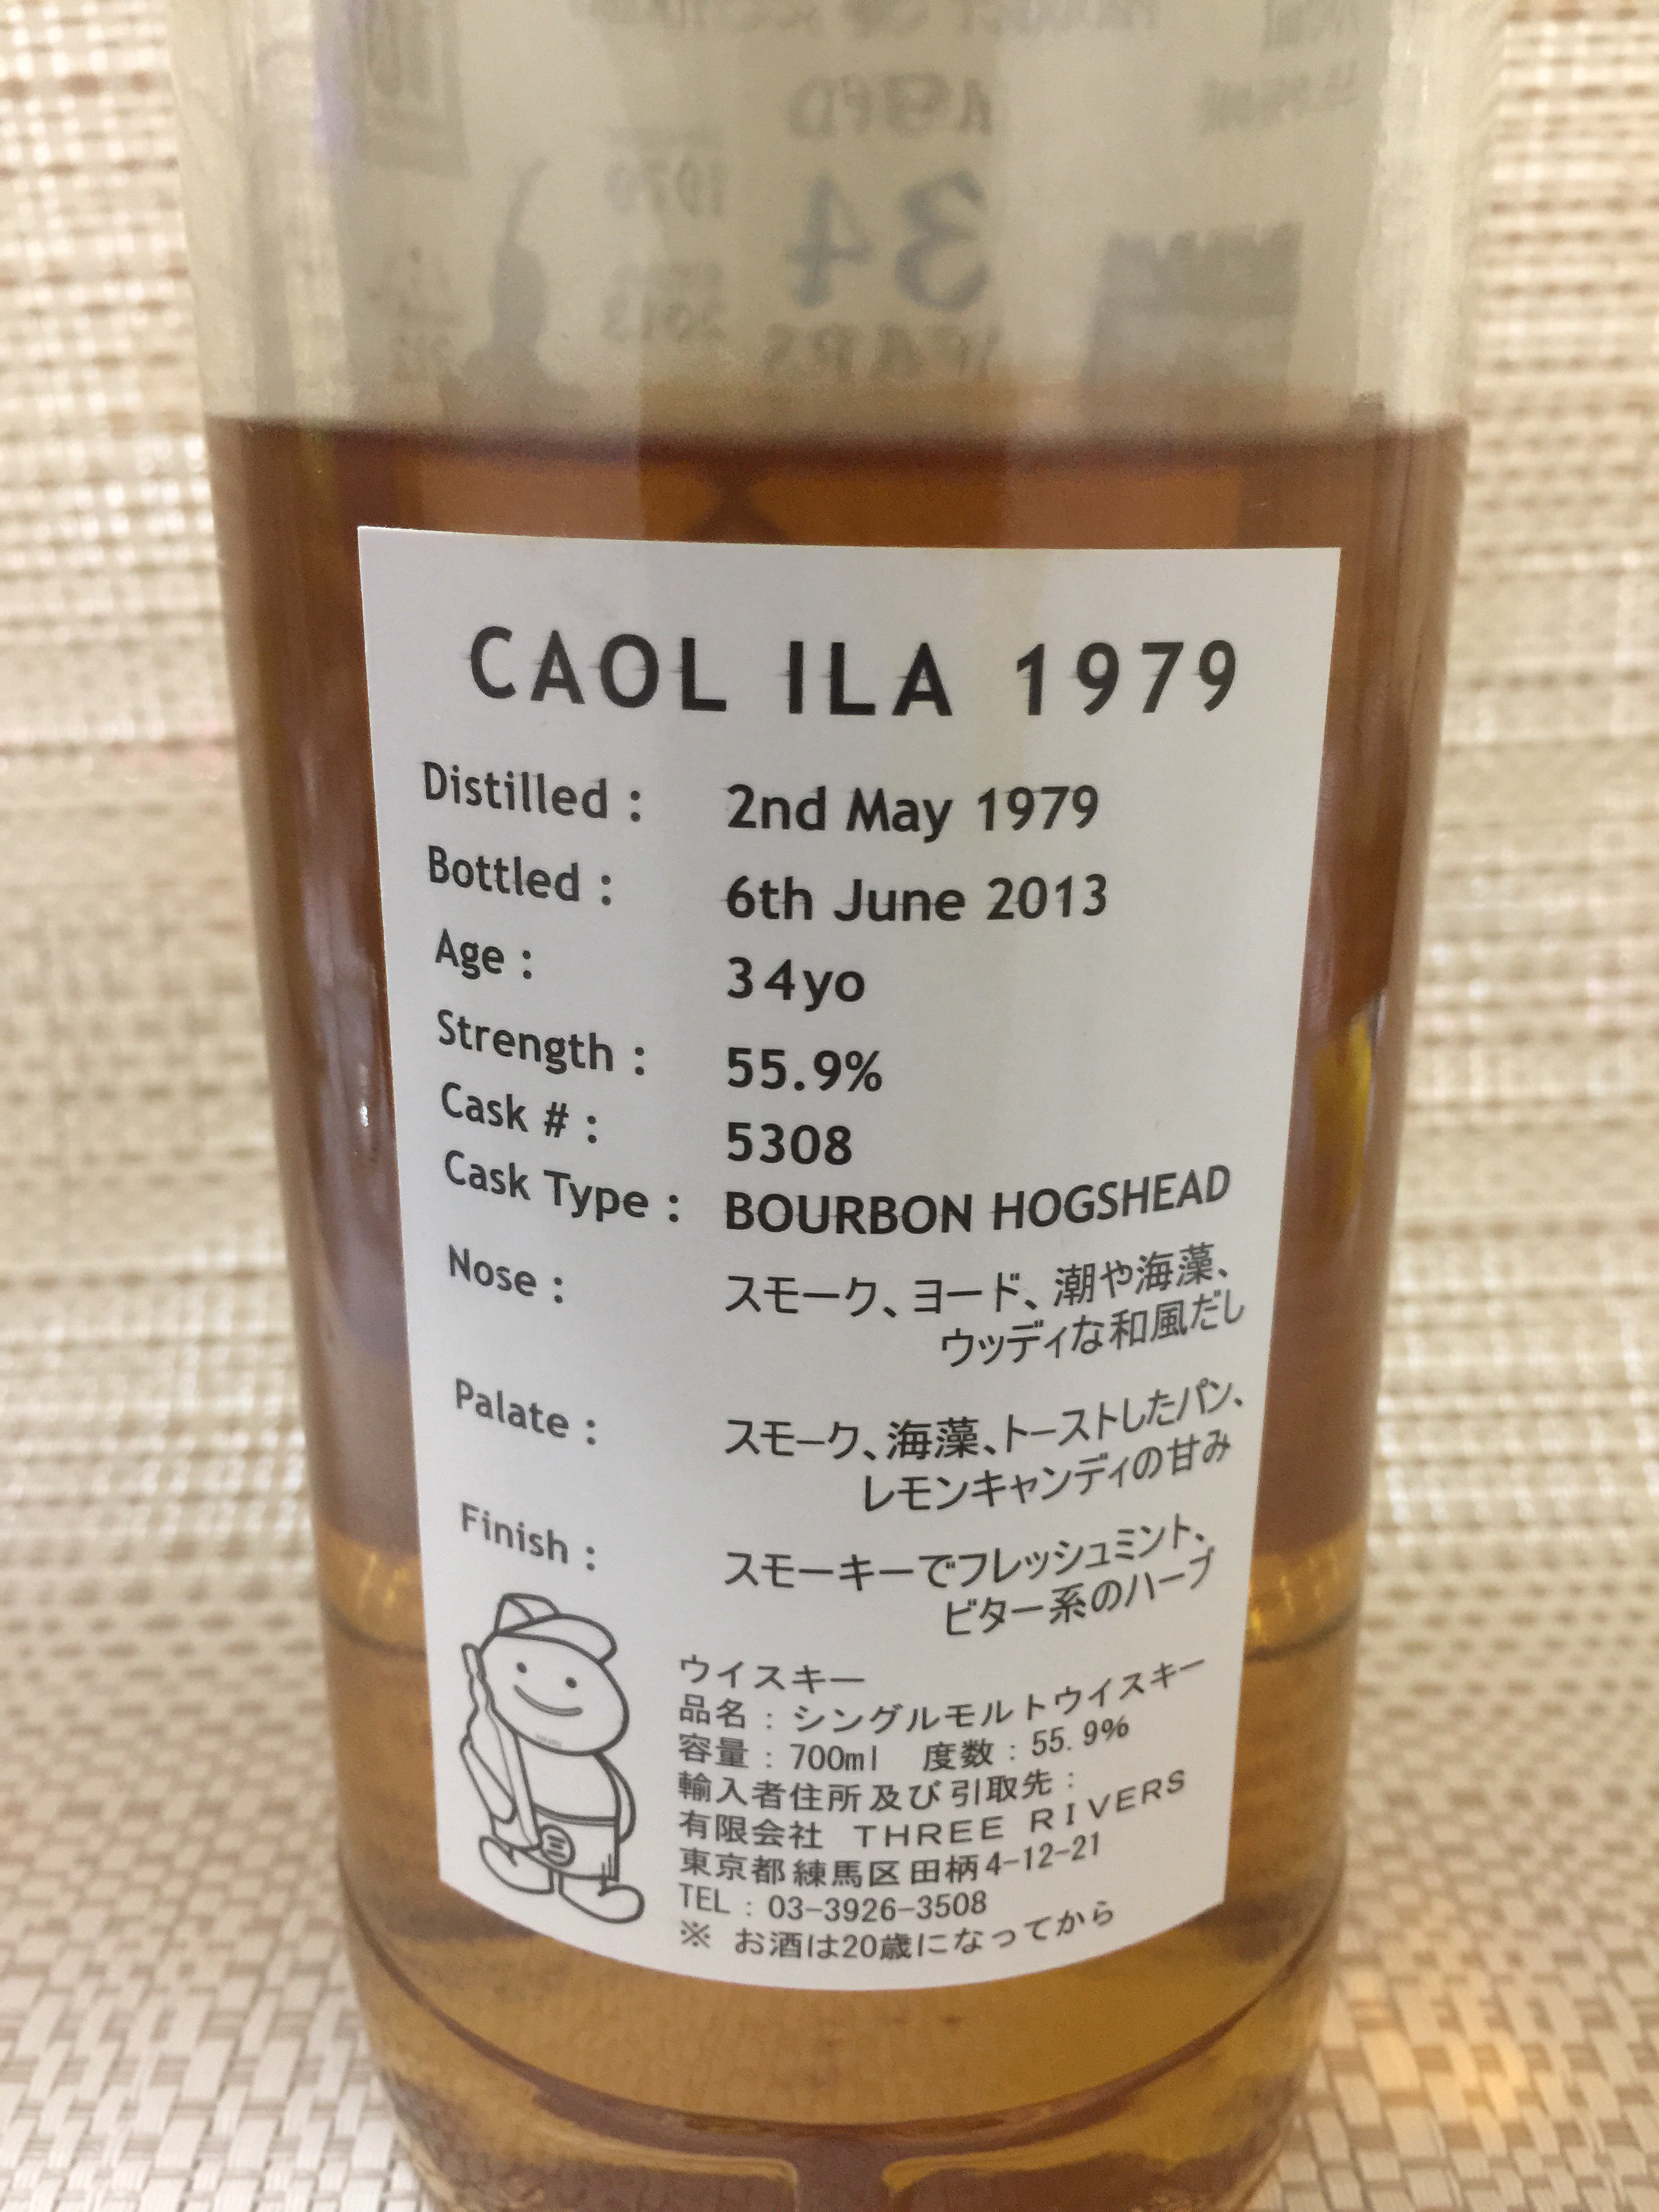 AGED
34
YEARS
1979
2013
CAOL ILA 1979
Distilled : 2nd May 1979
Bottled : 6th June 2013
Age : 34yo
Strength : 55.9%
Cask # : 5308
Cask Type : BOURBON HOGSHEAD
Nose : スモーク、ヨード、潮や海藻、
ウッディな和風だし
Palate : スモーク、海藻、トーストしたパン、
レモンキャンディの甘み
Finish : スモーキーでフレッシュミント、
ビター系のハーブ
ウイスキー
品名：シングルモルトウイスキー
容量：700ml 度数：55.9%
輸入者住所及び引取先：
有限会社 THREE RIVERS
東京都練馬区田柄4-12-21
TEL：03-3926-3508
※ お酒は20歳になってから